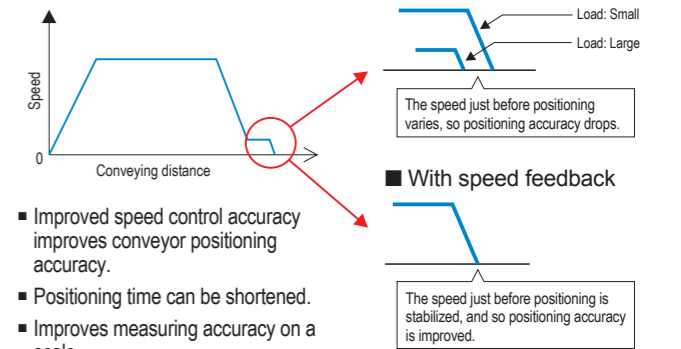 Speed
0
Conveying distance
Load: Small
Load: Large
The speed just before positioning
varies, so positioning accuracy drops.
■ With speed feedback
The speed just before positioning is
stabilized, and so positioning accuracy
is improved.
▪ Improved speed control accuracy
improves conveyor positioning
accuracy.
▪ Positioning time can be shortened.
▪ Improves measuring accuracy on a